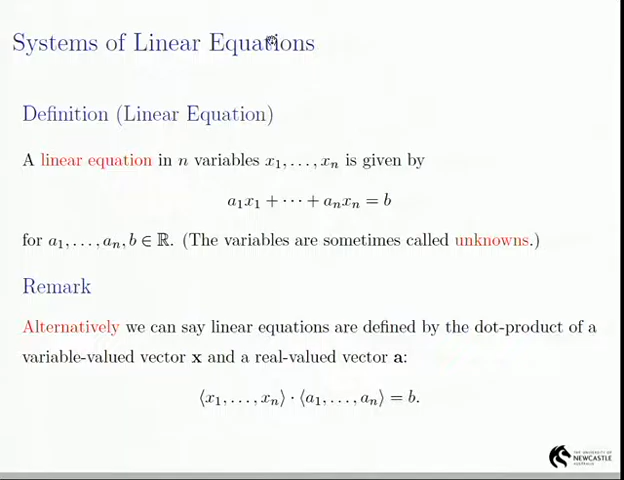 Systems of Linear Equations
Definition (Linear Equation)
A linear equation in n variables x₁, . . . , xₙ is given by
a₁x₁ + · · · + aₙxₙ = b
for a₁, . . . , aₙ, b ∈ ℝ. (The variables are sometimes called unknowns.)
Remark
Alternatively we can say linear equations are defined by the dot-product of a
variable-valued vector x and a real-valued vector a:
⟨x₁, . . . , xₙ⟩ · ⟨a₁, . . . , aₙ⟩ = b.
THE UNIVERSITY OF
NEWCASTLE
AUSTRALIA